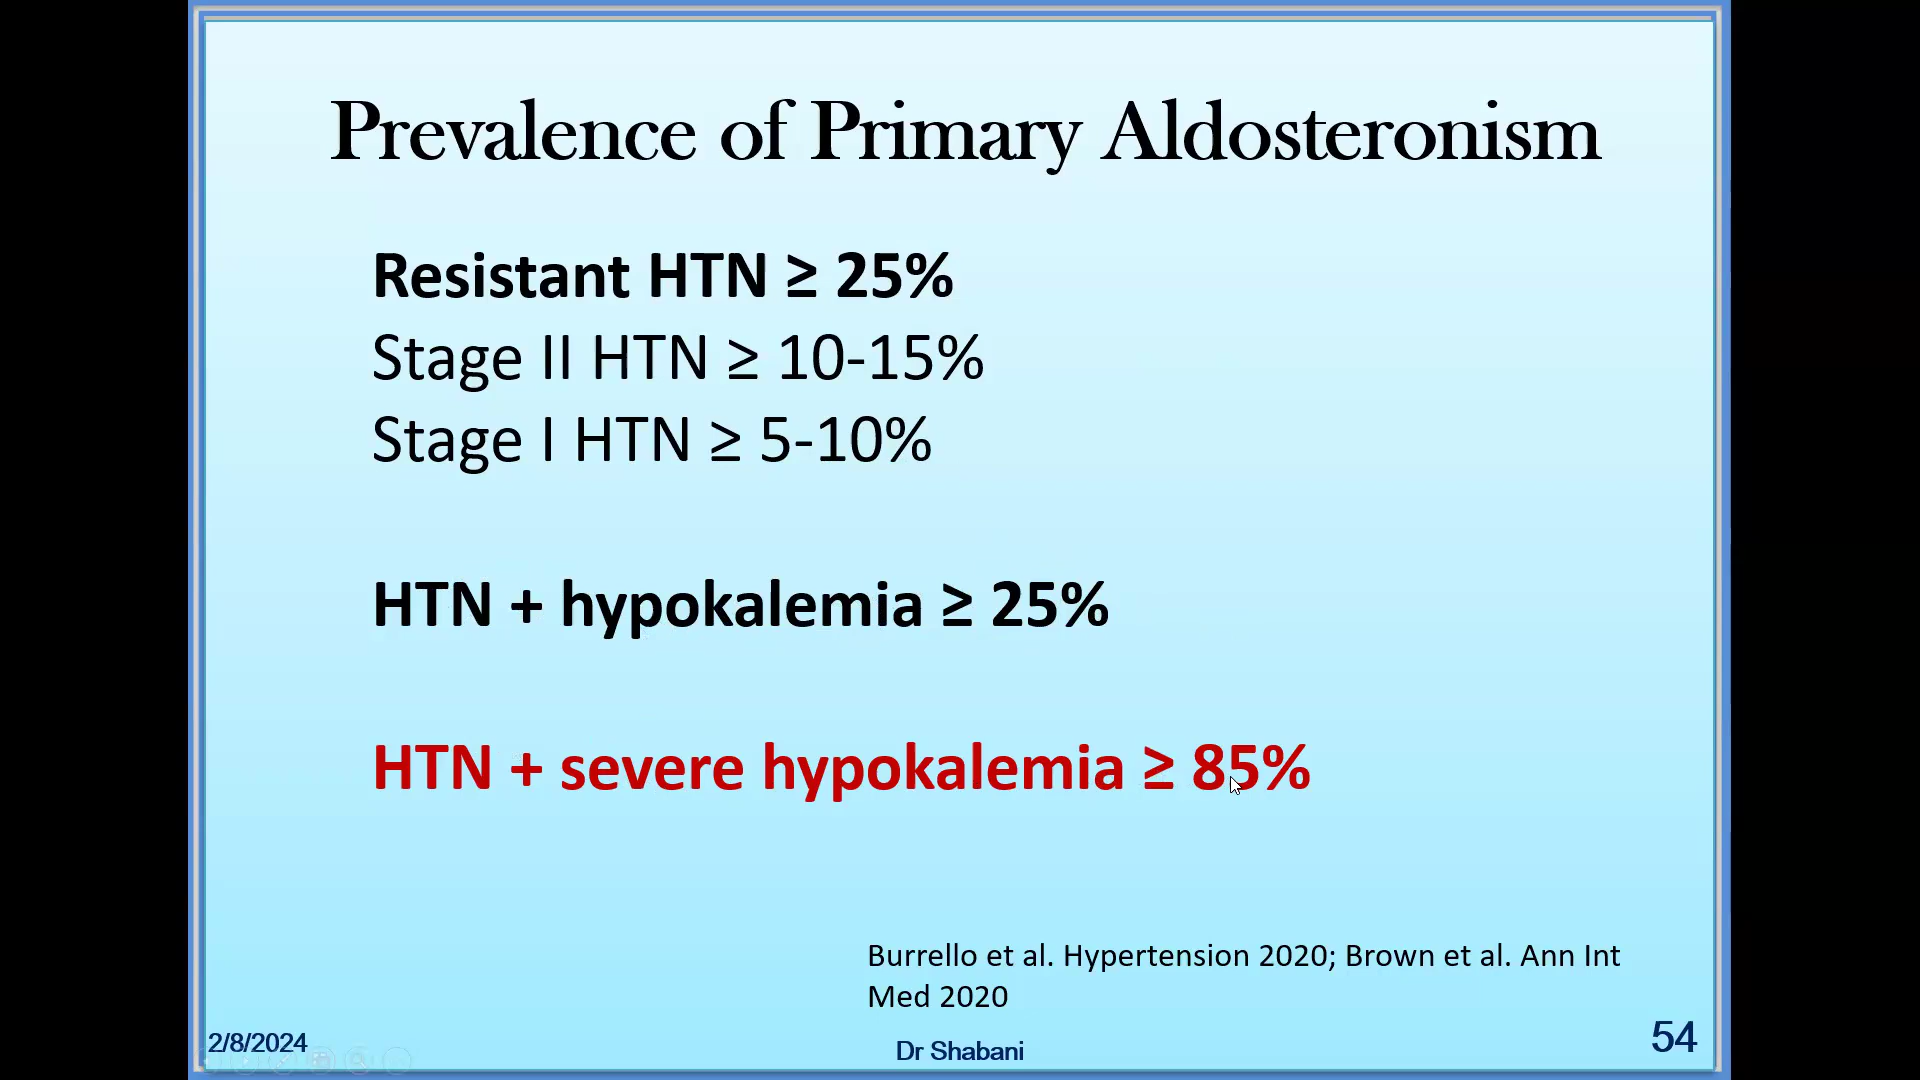 Prevalence of Primary Aldosteronism
Resistant HTN ≥ 25%
Stage II HTN ≥ 10-15%
Stage I HTN ≥ 5-10%
HTN + hypokalemia ≥ 25%
HTN + severe hypokalemia ≥ 85%
Burrello et al. Hypertension 2020; Brown et al. Ann Int
Med 2020
2/8/2024
Dr Shabani
54